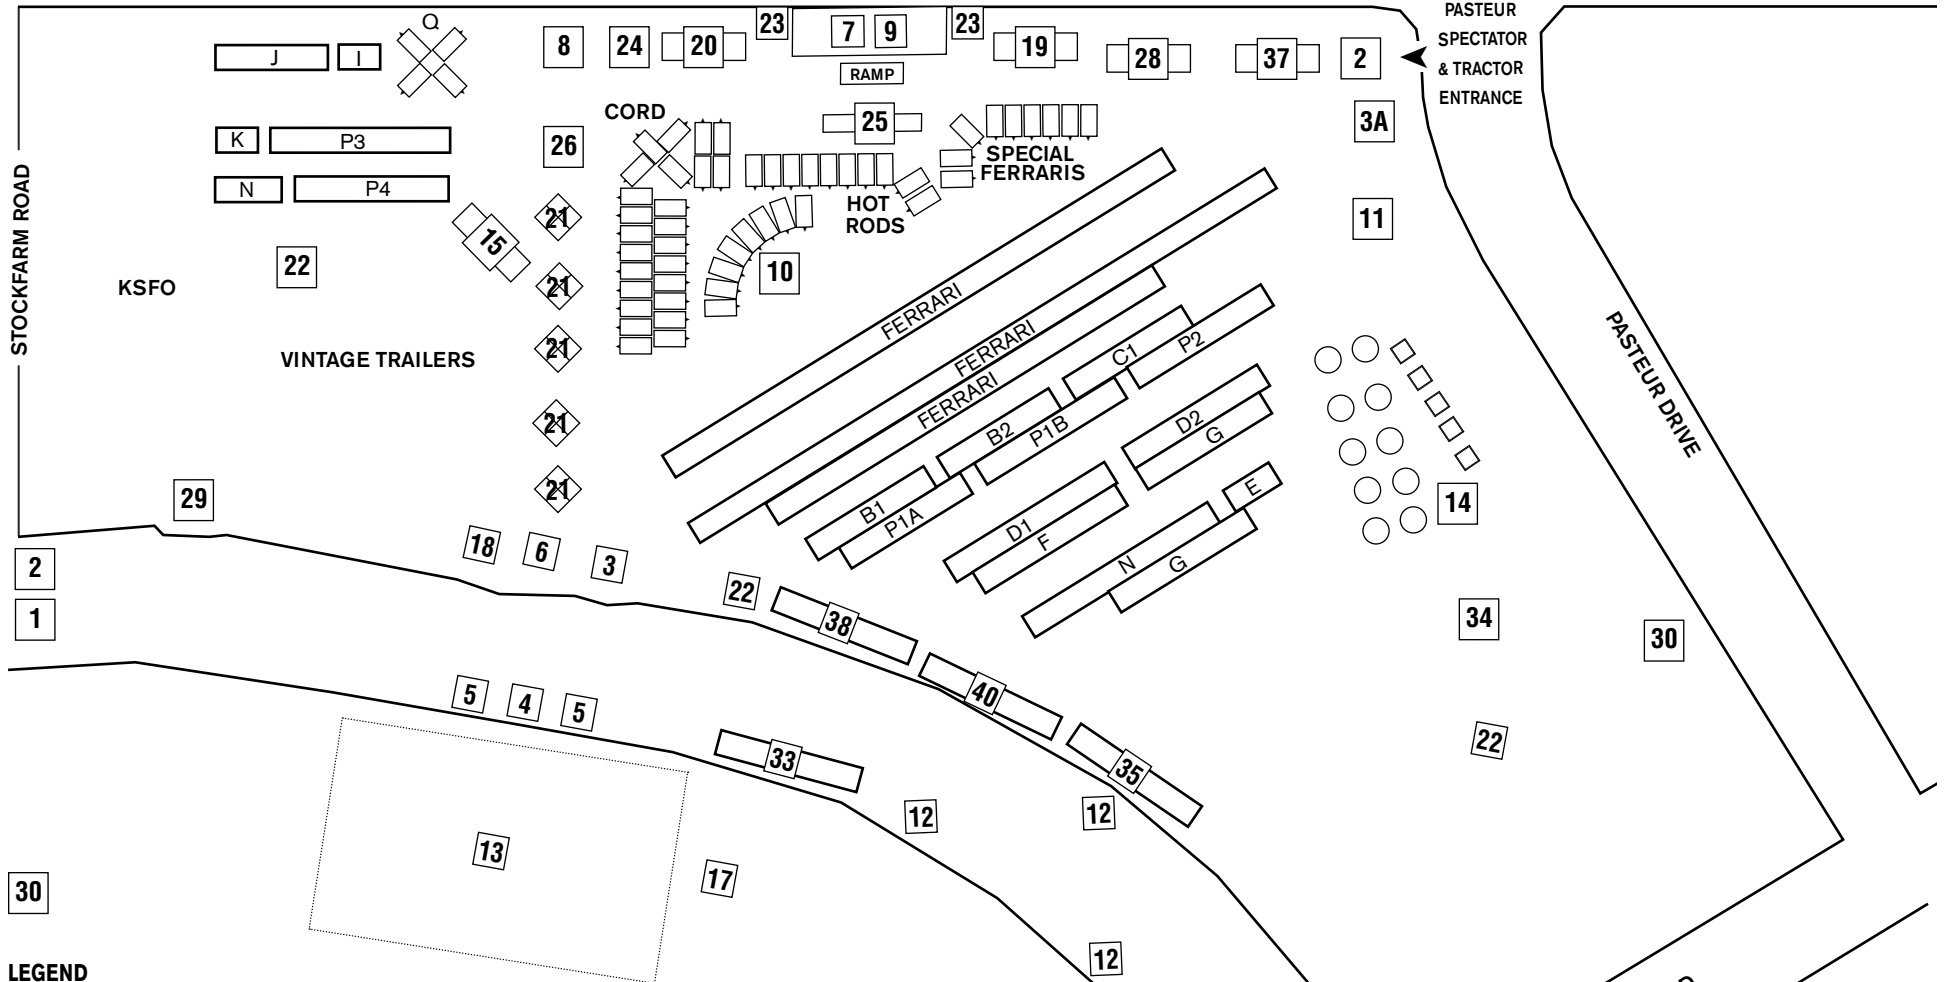 PASTEUR
SPECTATOR
& TRACTOR
ENTRANCE
Q
J
I
8
24
20
23
7
9
23
19
28
37
2
RAMP
CORD
3A
25
K
P3
26
SPECIAL
FERRARIS
N
P4
HOT
RODS
STOCKFARM ROAD
21
11
15
22
10
KSFO
21
FERRARI
PASTEUR DRIVE
VINTAGE TRAILERS
21
FERRARI
C1
P2
FERRARI
21
B2
P1B
D2
G
29
21
B1
P1A
E
14
18
6
3
D1
F
2
N
G
22
1
38
34
30
5
4
5
40
22
33
35
12
12
13
17
30
12
LEGEND